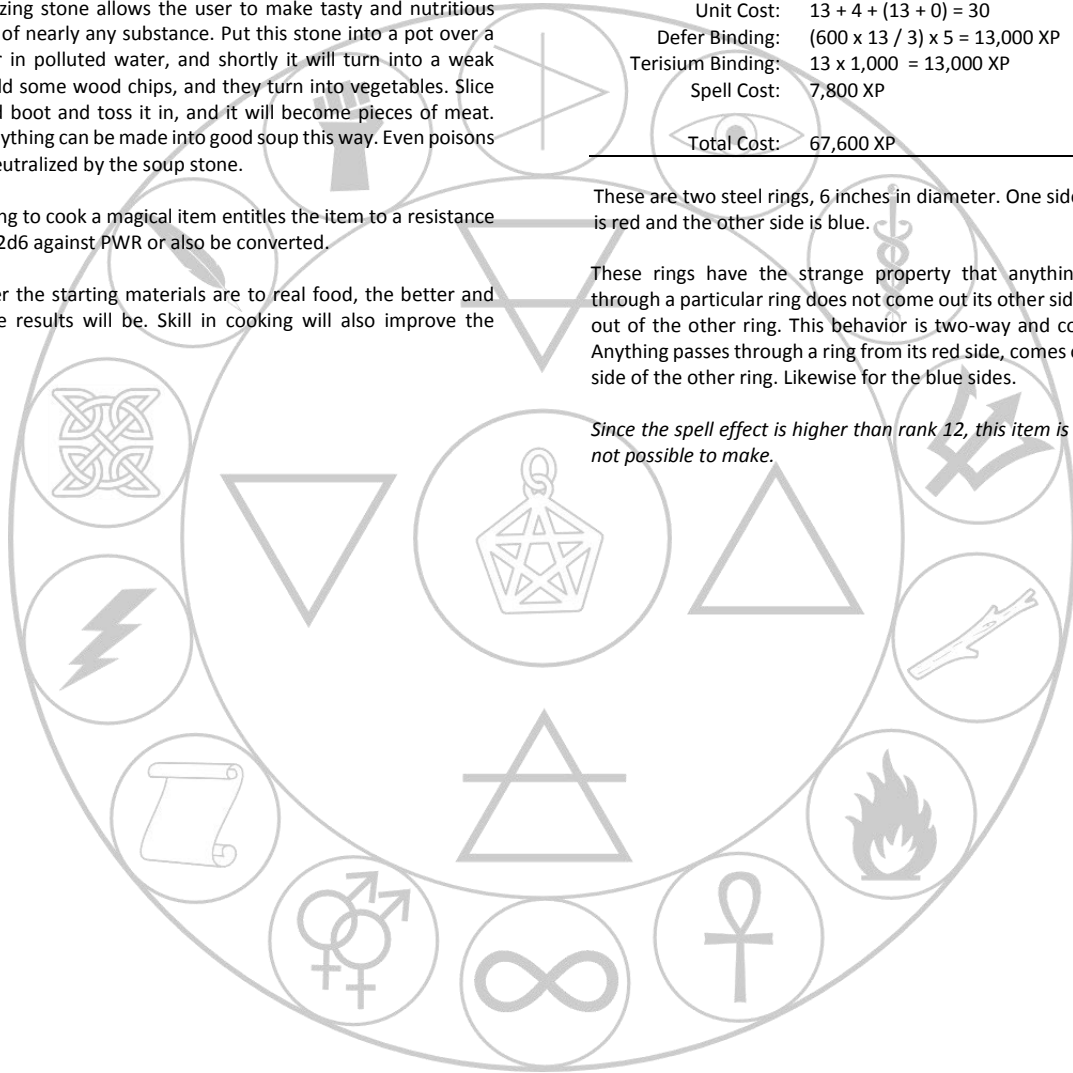 zing stone allows the user to make tasty and nutritious
of nearly any substance. Put this stone into a pot over a
r in polluted water, and shortly it will turn into a weak
ld some wood chips, and they turn into vegetables. Slice
d boot and toss it in, and it will become pieces of meat.
ything can be made into good soup this way. Even poisons
eutralized by the soup stone.
ng to cook a magical item entitles the item to a resistance
2d6 against PWR or also be converted.
er the starting materials are to real food, the better and
e results will be. Skill in cooking will also improve the
Unit Cost: 13 + 4 + (13 + 0) = 30
Defer Binding: (600 x 13 / 3) x 5 = 13,000 XP
Terisium Binding: 13 x 1,000 = 13,000 XP
Spell Cost: 7,800 XP
Total Cost: 67,600 XP
These are two steel rings, 6 inches in diameter. One side
is red and the other side is blue.
These rings have the strange property that anythin
through a particular ring does not come out its other sid
out of the other ring. This behavior is two-way and co
Anything passes through a ring from its red side, comes
side of the other ring. Likewise for the blue sides.
Since the spell effect is higher than rank 12, this item is
not possible to make.